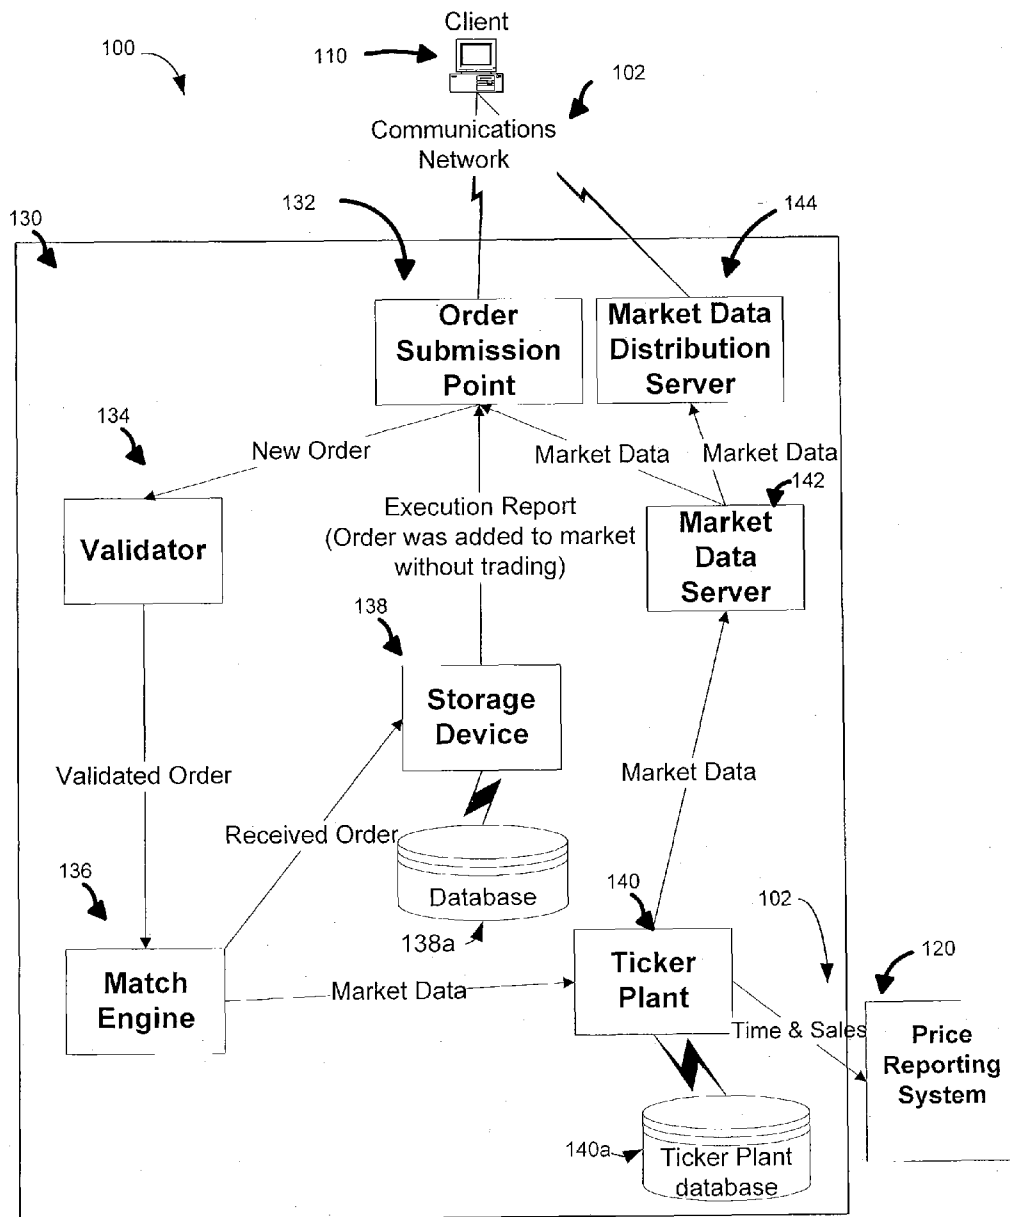 Client
100
110
102
Communications
Network
132
144
130
Order
Submission
Point
Market Data
Distribution
Server
134
New Order
Market Data
Market Data
142
Validator
Execution Report
(Order was added to market
without trading)
Market
Data
Server
138
Storage
Device
Validated Order
Market Data
Received Order
136
Database
140
102
138a
120
Match
Engine
Market Data
Ticker
Plant
Time & Sales
Price
Reporting
System
140a
Ticker Plant
database